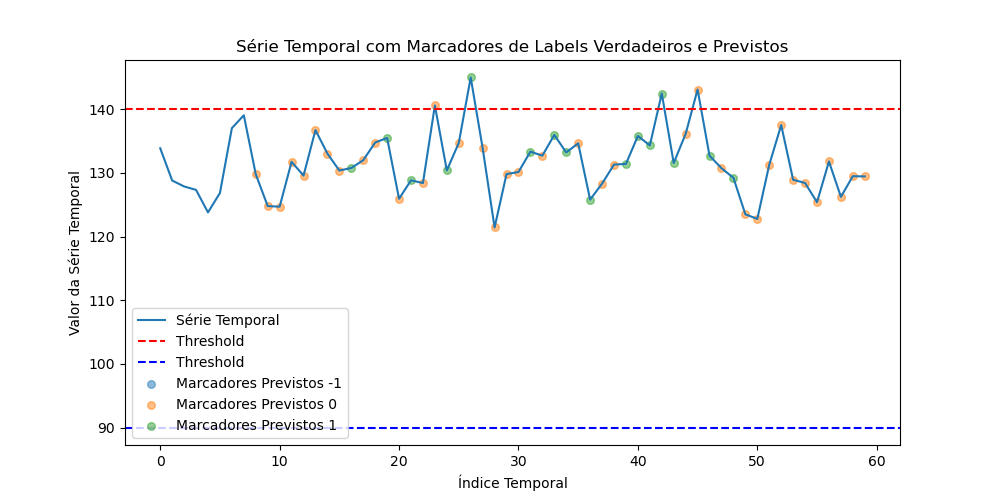 Série Temporal com Marcadores de Labels Verdadeiros e Previstos
Valor da Série Temporal
140
130
120
110
100
90
Série Temporal
Threshold
Threshold
Marcadores Previstos -1
Marcadores Previstos 0
Marcadores Previstos 1
0 10 20 30 40 50 60
Índice Temporal